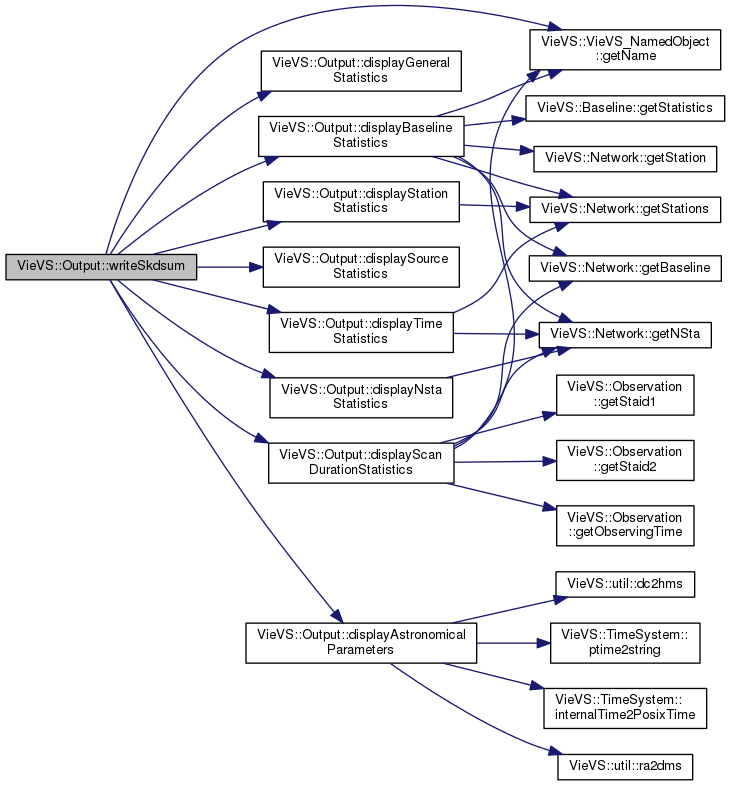 VieVS::Output::writeSkdsum
VieVS::Output::displayGeneral
Statistics
VieVS::Output::displayBaseline
Statistics
VieVS::Output::displayStation
Statistics
VieVS::Output::displaySource
Statistics
VieVS::Output::displayTime
Statistics
VieVS::Output::displayNsta
Statistics
VieVS::Output::displayScan
DurationStatistics
VieVS::Output::displayAstronomical
Parameters
VieVS::VieVS_NamedObject
::getName
VieVS::Baseline::getStatistics
VieVS::Network::getStation
VieVS::Network::getStations
VieVS::Network::getBaseline
VieVS::Network::getNSta
VieVS::Observation
::getStaid1
VieVS::Observation
::getStaid2
VieVS::Observation
::getObservingTime
VieVS::util::dc2hms
VieVS::TimeSystem::
ptime2string
VieVS::TimeSystem::
internalTime2PosixTime
VieVS::util::ra2dms